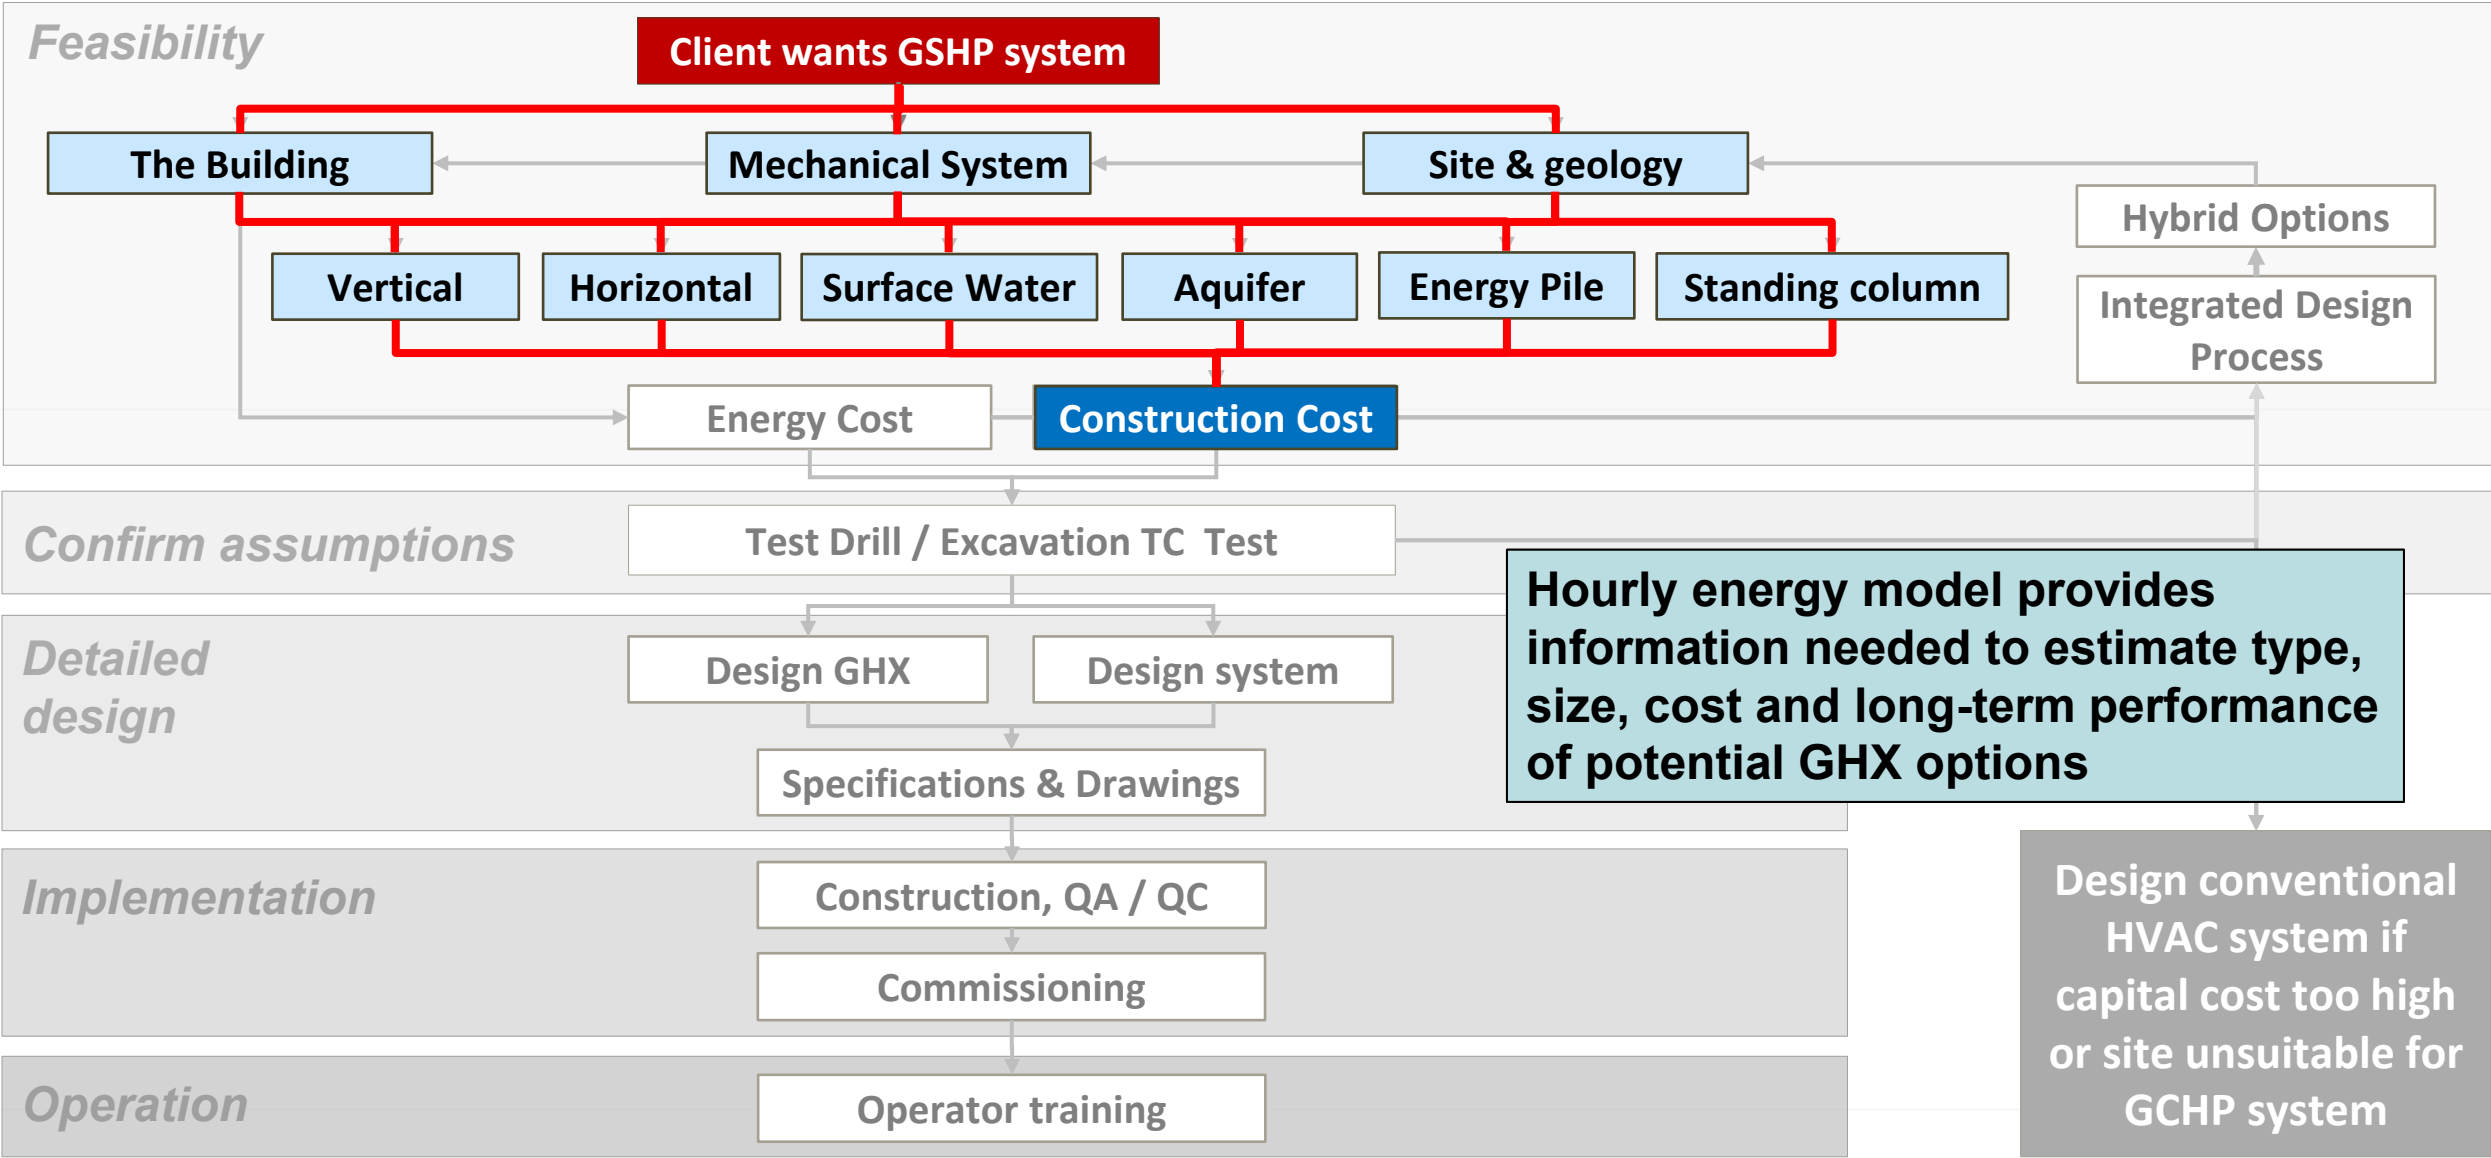 Feasibility
Client wants GSHP system
The Building
Mechanical System
Site & geology
Hybrid Options
Vertical
Horizontal
Surface Water
Aquifer
Energy Pile
Standing column
Integrated Design
Process
Energy Cost
Construction Cost
Confirm assumptions
Test Drill / Excavation TC Test
Hourly energy model provides
information needed to estimate type,
size, cost and long-term performance
of potential GHX options
Detailed
design
Design GHX
Design system
Specifications & Drawings
Implementation
Construction, QA / QC
Commissioning
Design conventional
HVAC system if
capital cost too high
or site unsuitable for
GCHP system
Operation
Operator training